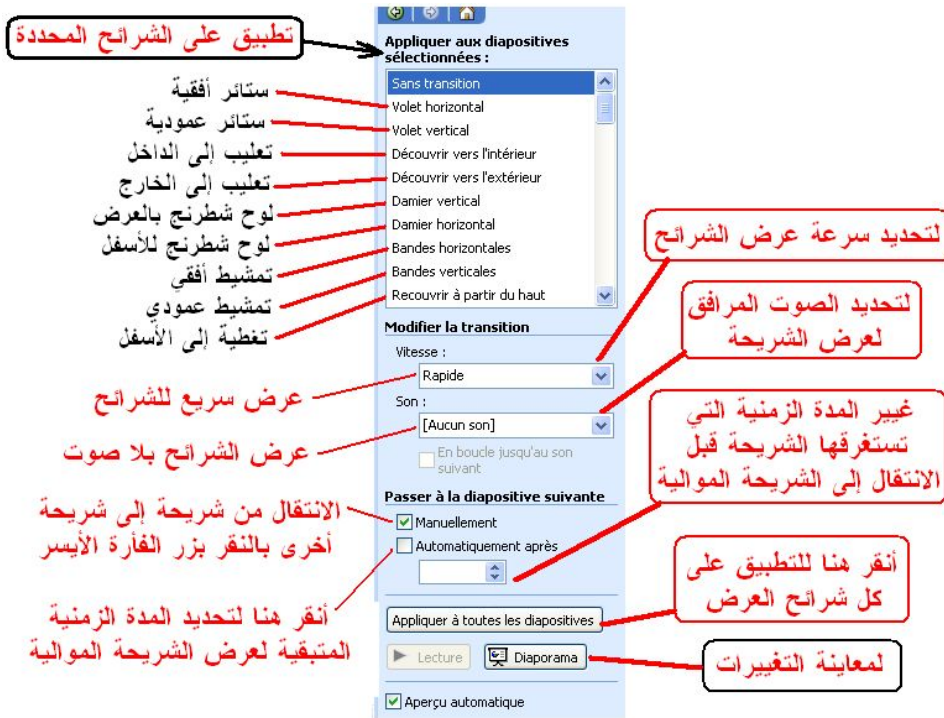 تطبيق على الشرائح المحددة
Appliquer aux diapositives
sélectionnées :
Sans transition
ستائر أفقية
Volet horizontal
ستائر عمودية
Volet vertical
تعليب إلى الداخل
Découvrir vers l'intérieur
تعليب إلى الخارج
Découvrir vers l'extérieur
لوح شطرنج بالعرض
Damier vertical
لوح شطرنج للأسفل
Damier horizontal
تمشيط أفقي
Bandes horizontales
تمشيط عمودي
Bandes verticales
تغطية إلى الأسفل
Recouvrir à partir du haut
لتحديد سرعة عرض الشرائح
لتحديد الصوت المرافق
لعرض الشريحة
Modifier la transition
Vitesse :
Rapide
عرض سريع للشرائح
Son :
[Aucun son]
عرض الشرائح بلا صوت
En boucle jusqu'au son
suivant
غيير المدة الزمنية التي
تستغرقها الشريحة قبل
الانتقال إلى الشريحة الموالية
Passer à la diapositive suivante
Manuellement
الانتقال من شريحة إلى شريحة
أخرى بالنقر بزر الفأرة الأيسر
Automatiquement après
أنقر هنا لتحديد المدة الزمنية
المتبقية لعرض الشريحة الموالية
أنقر هنا للتطبيق على
كل شرائح العرض
Appliquer à toutes les diapositives
Lecture
Diaporama
لمعاينة التغييرات
Aperçu automatique